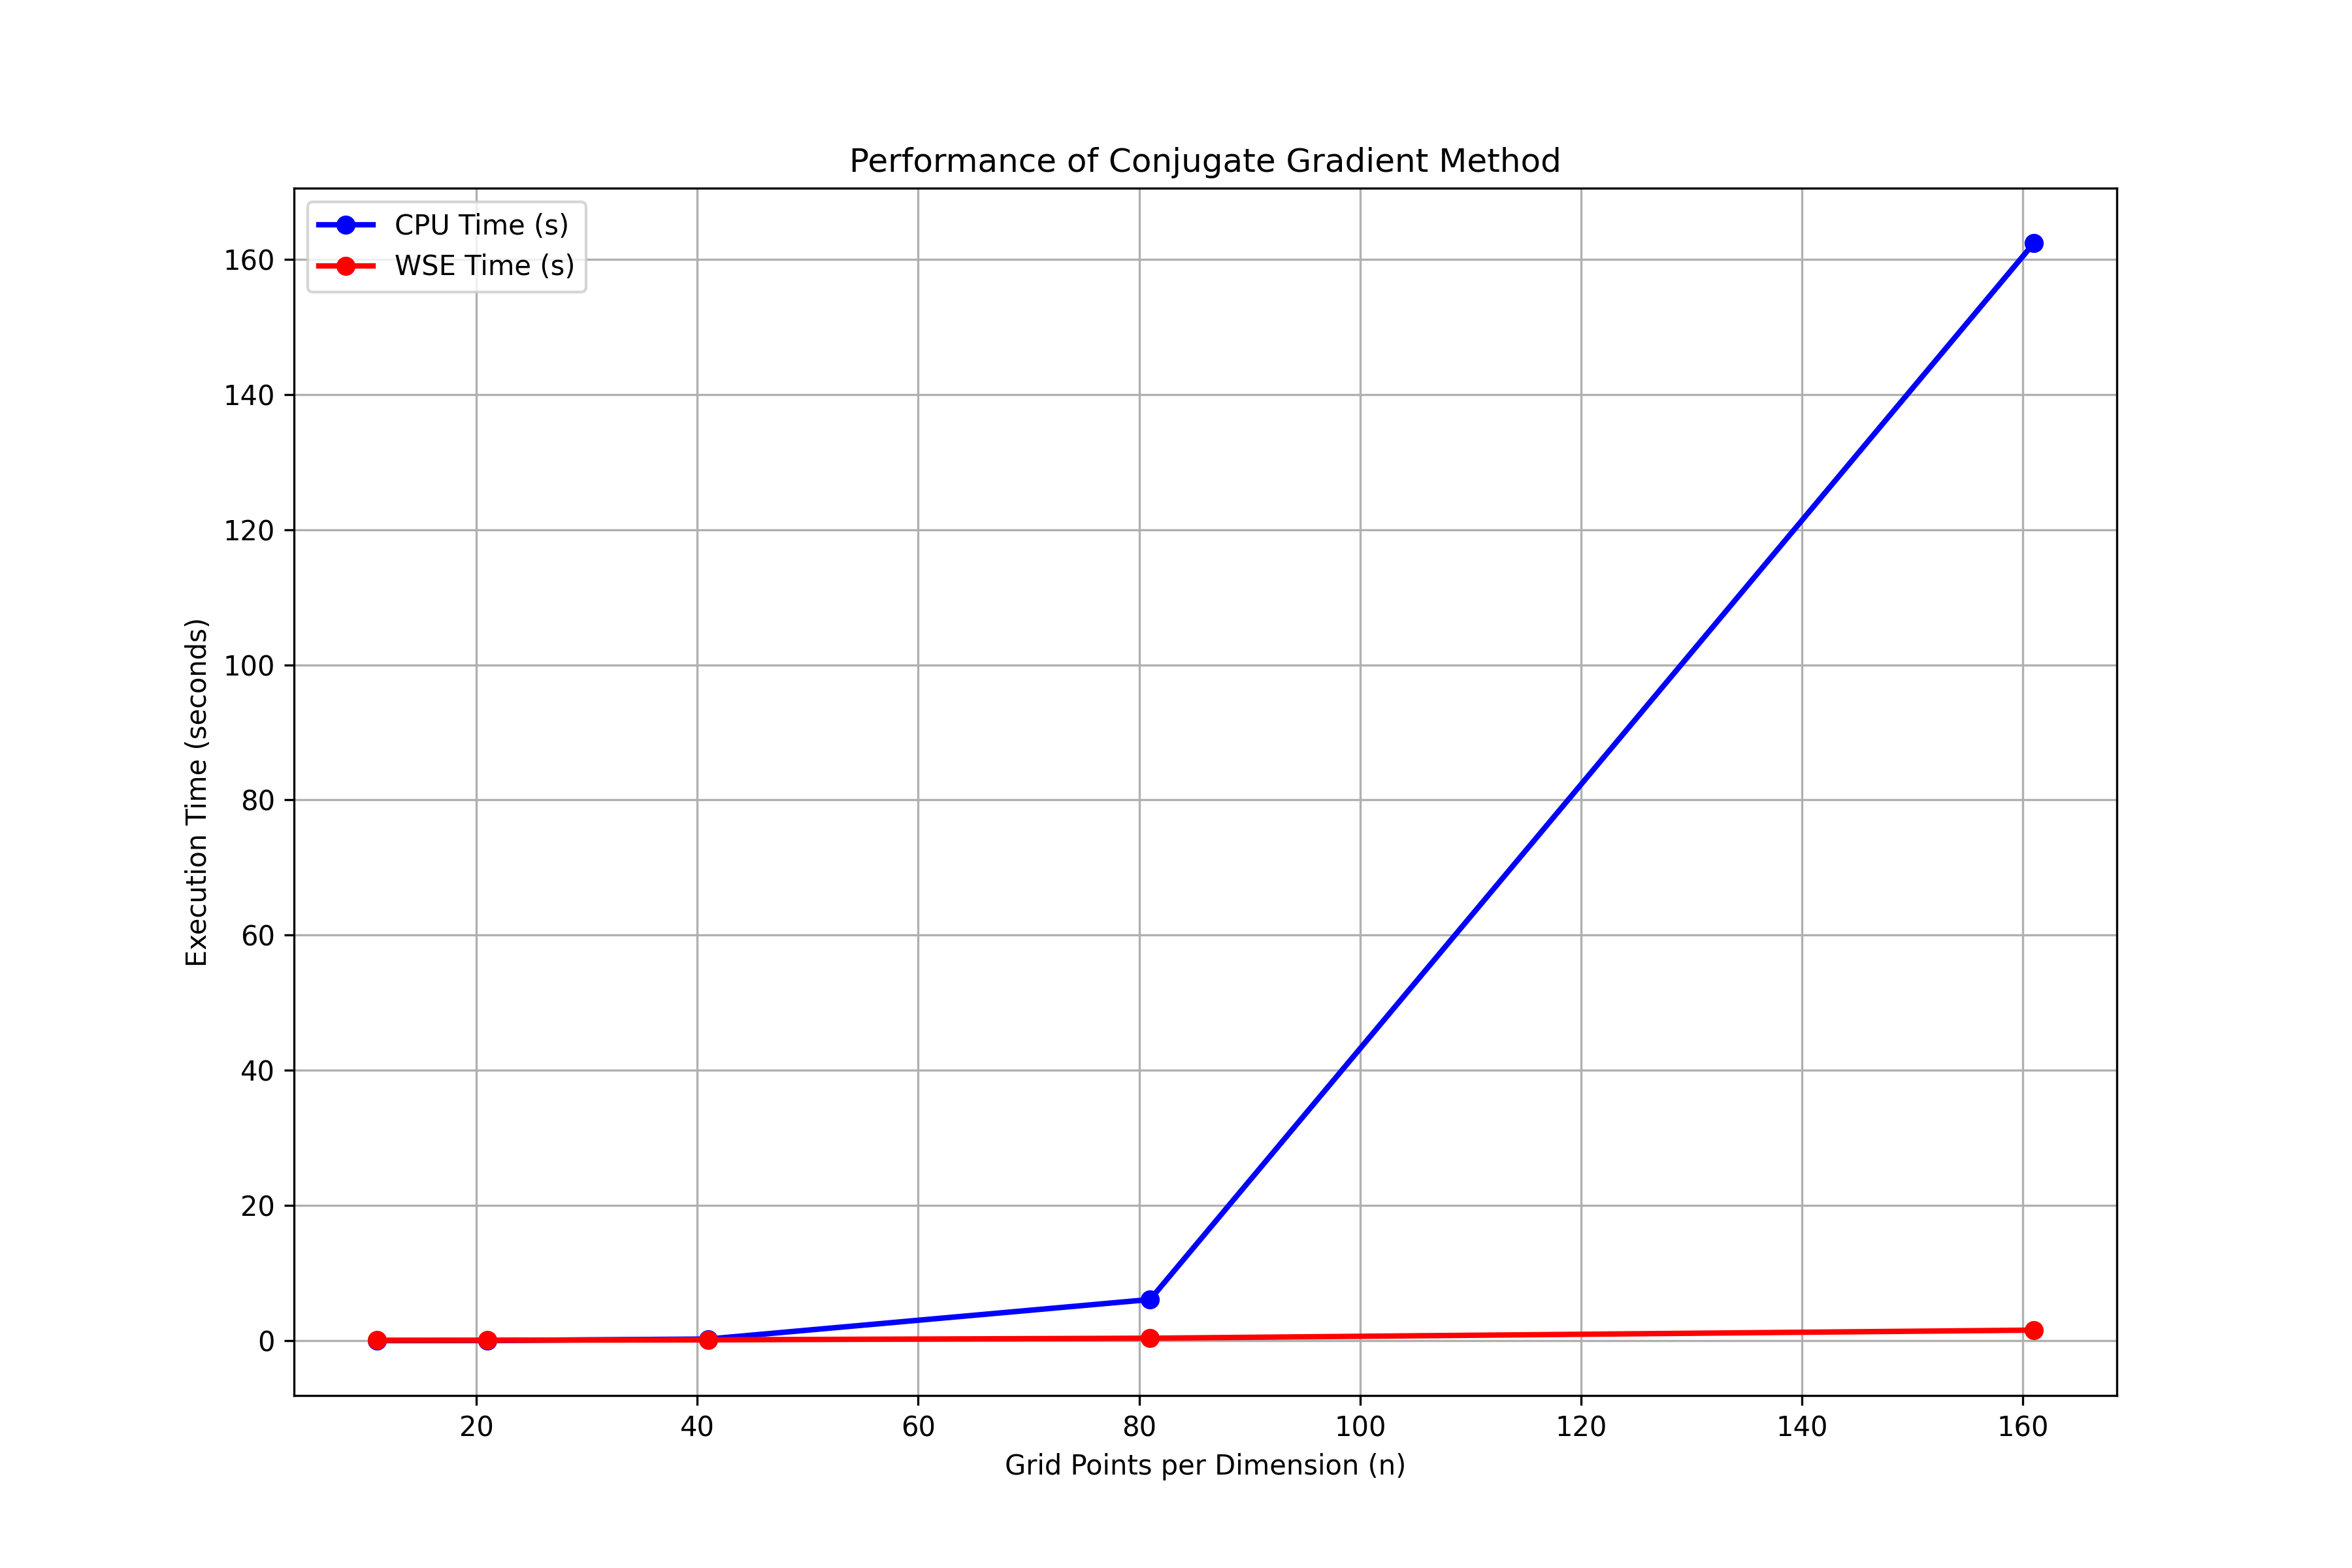 Performance of Conjugate Gradient Method
CPU Time (s)
WSE Time (s)
160
140
120
100
80
60
40
20
0
Execution Time (seconds)
20 40 60 80 100 120 140 160
Grid Points per Dimension (n)